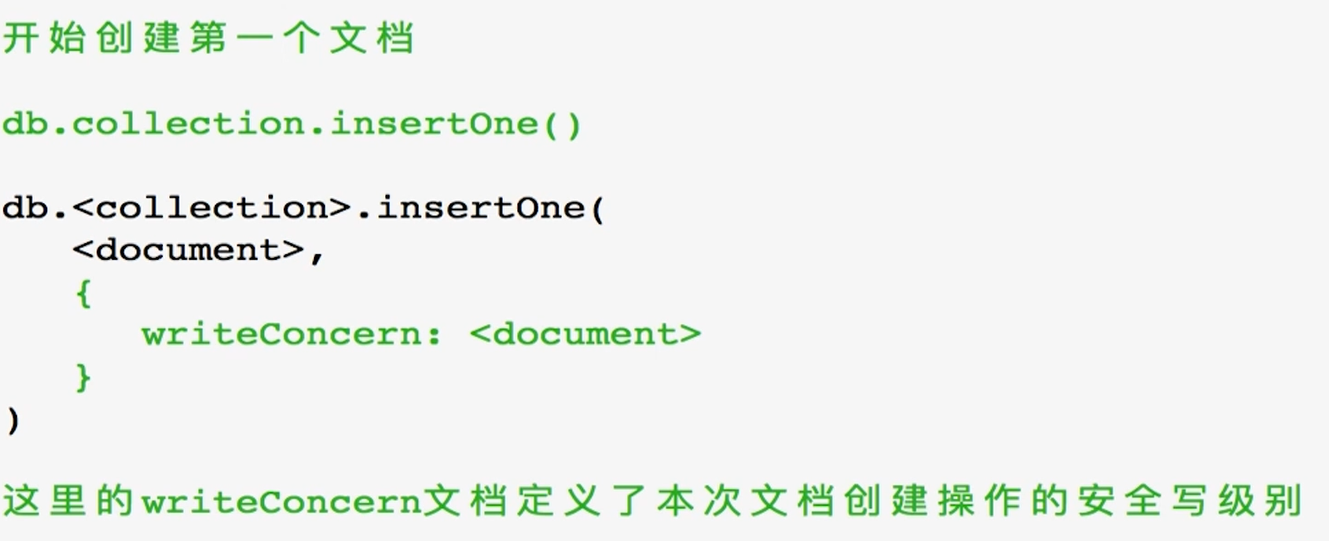 开始创建第一个文档
db.collection.insertOne()
db.<collection>.insertOne(
<document>,
{
writeConcern: <document>
}
)
这里的writeConcern文档定义了本次文档创建操作的安全写级别